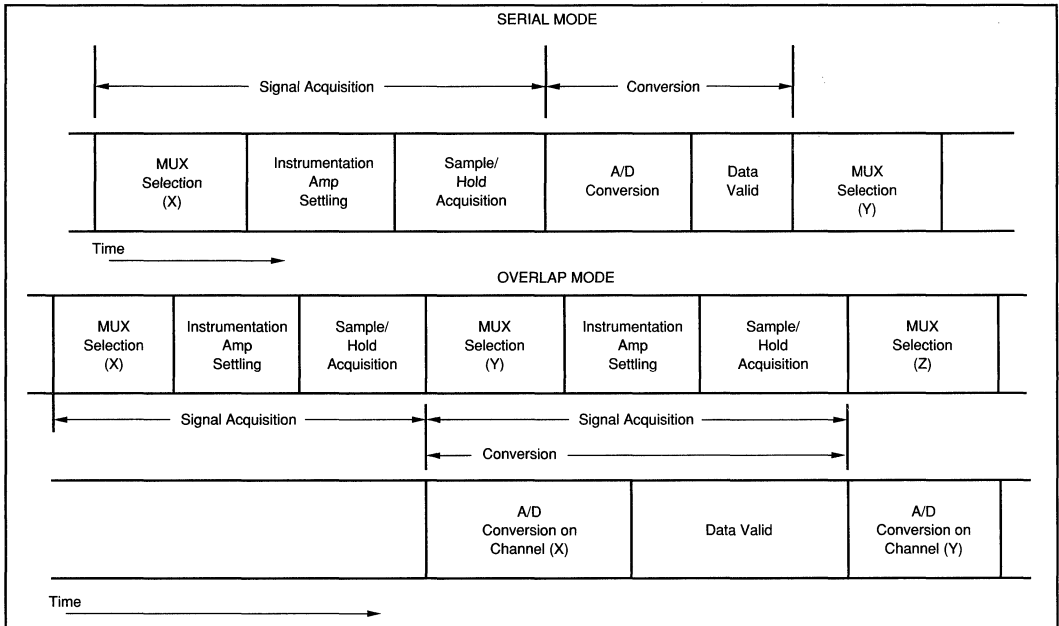 SERIAL MODE
Signal Acquisition
Conversion
MUX
Selection
(X)
Instrumentation
Amp
Settling
Sample/
Hold
Acquisition
A/D
Conversion
Data
Valid
MUX
Selection
(Y)
Time
OVERLAP MODE
MUX
Selection
(X)
Instrumentation
Amp
Settling
Sample/
Hold
Acquisition
MUX
Selection
(Y)
Instrumentation
Amp
Settling
Sample/
Hold
Acquisition
MUX
Selection
(Z)
Signal Acquisition
Signal Acquisition
Conversion
A/D
Conversion on
Channel (X)
Data Valid
A/D
Conversion on
Channel (Y)
Time